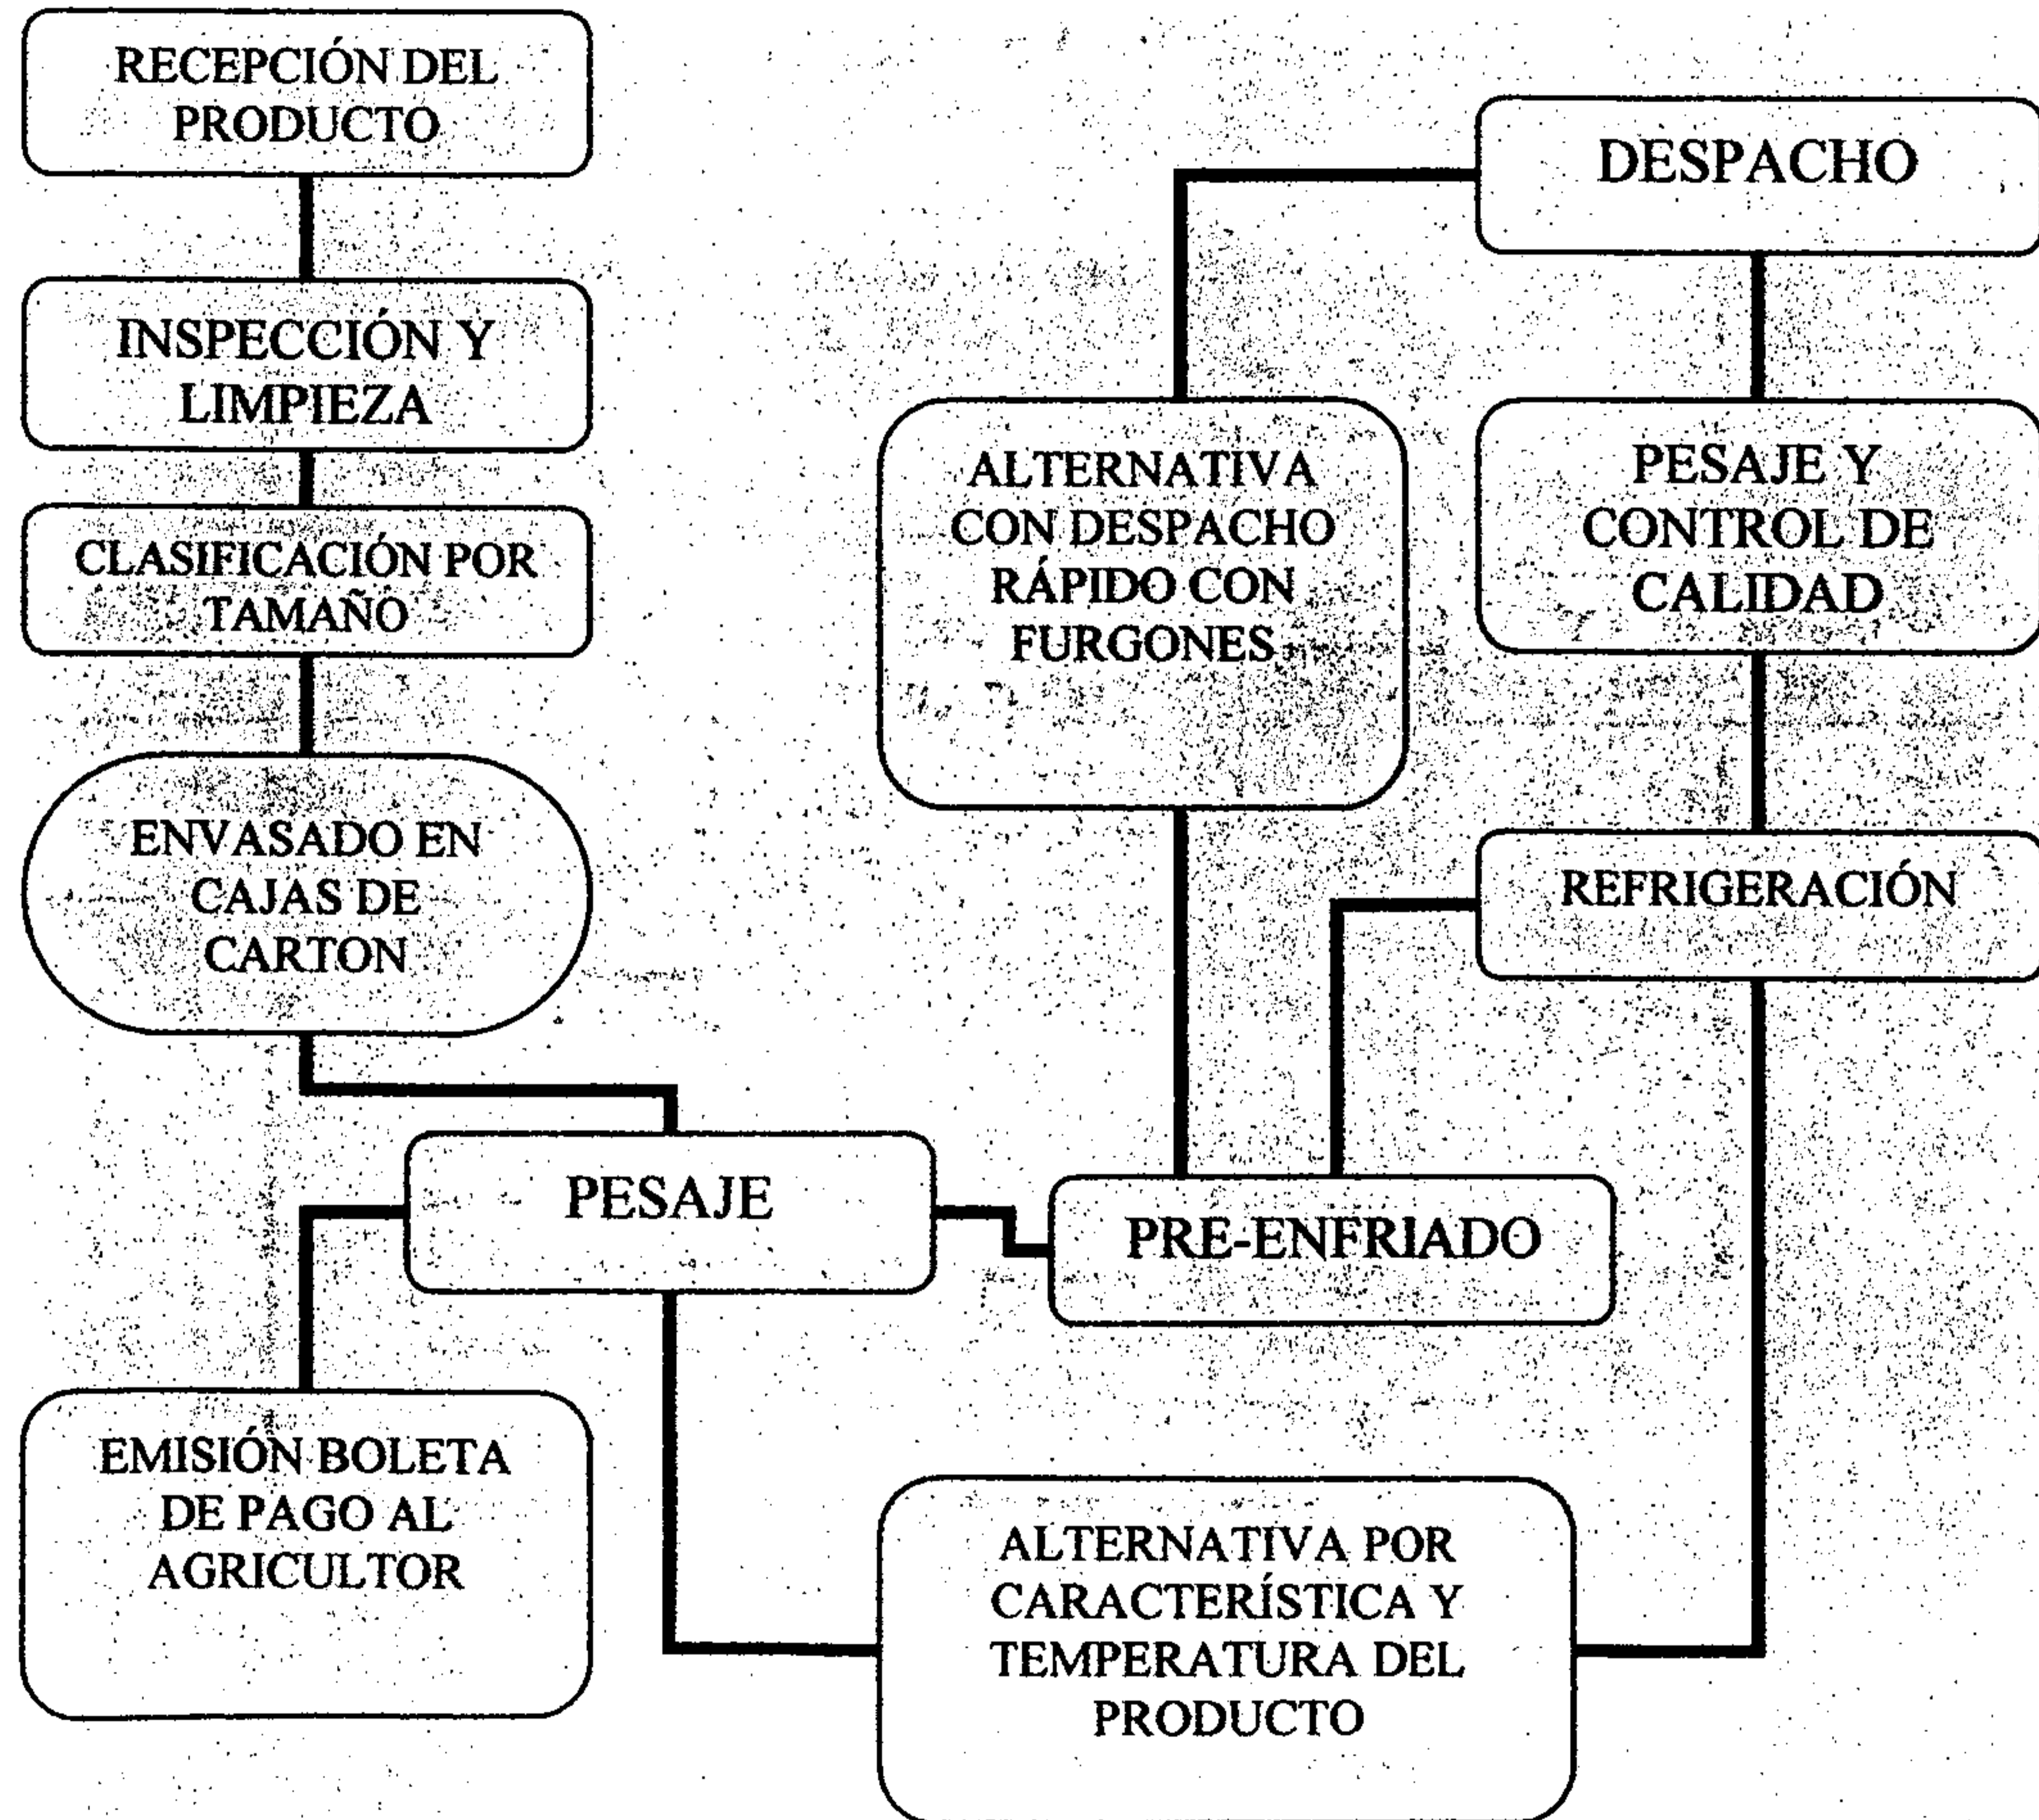 RECEPCIÓN DEL
PRODUCTO
INSPECCIÓN Y
LIMPIEZA
CLASIFICACIÓN POR
TAMAÑO
ENVASADO EN
CAJAS DE
CARTON
PESAJE
EMISIÓN BOLETA
DE PAGO AL
AGRICULTOR
DESPACHO
ALTERNATIVA
CON DESPACHO
RÁPIDO CON
FURGONES
PESAJE Y
CONTROL DE
CALIDAD
REFRIGERACIÓN
PRE-ENFRIADO
ALTERNATIVA POR
CARACTERÍSTICA Y
TEMPERATURA DEL
PRODUCTO